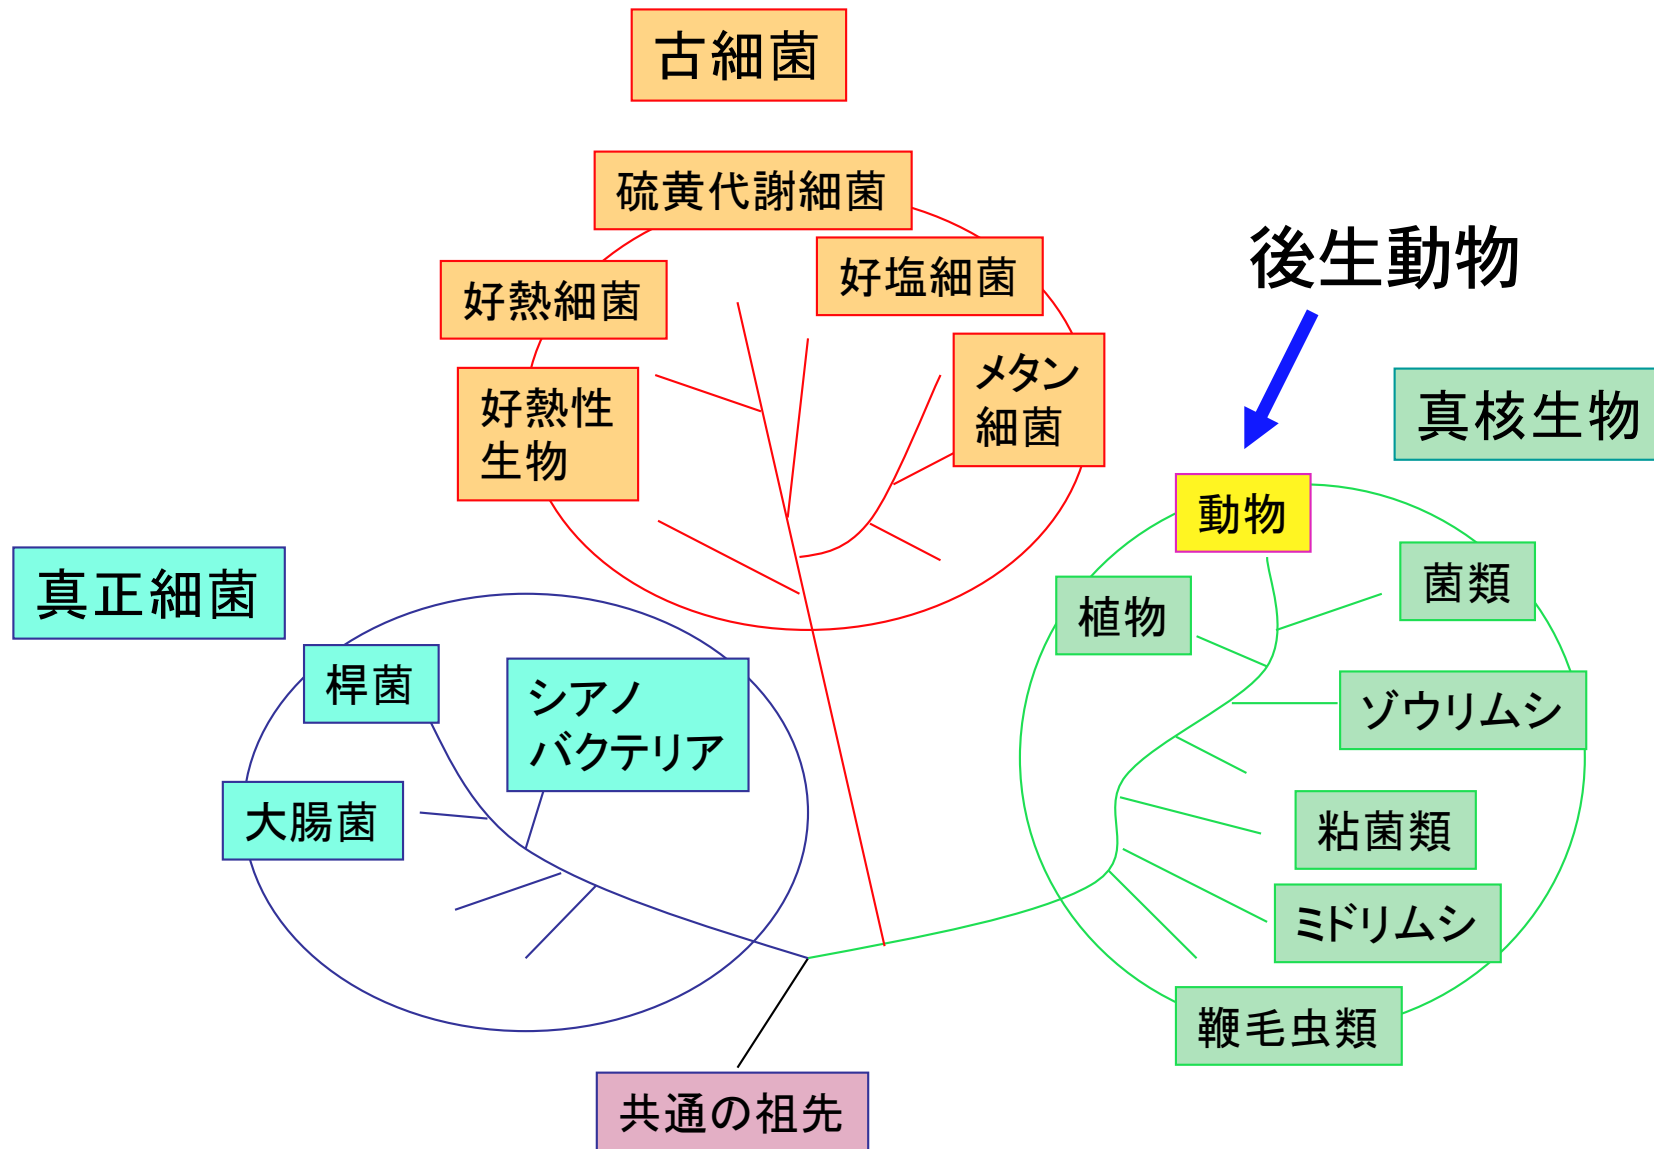 古細菌
硫黄代謝細菌
後生動物
好塩細菌
好熱細菌
メタン
細菌
好熱性
生物
真核生物
動物
菌類
真正細菌
植物
桿菌
シアノ
バクテリア
ゾウリムシ
大腸菌
粘菌類
ミドリムシ
鞭毛虫類
共通の祖先